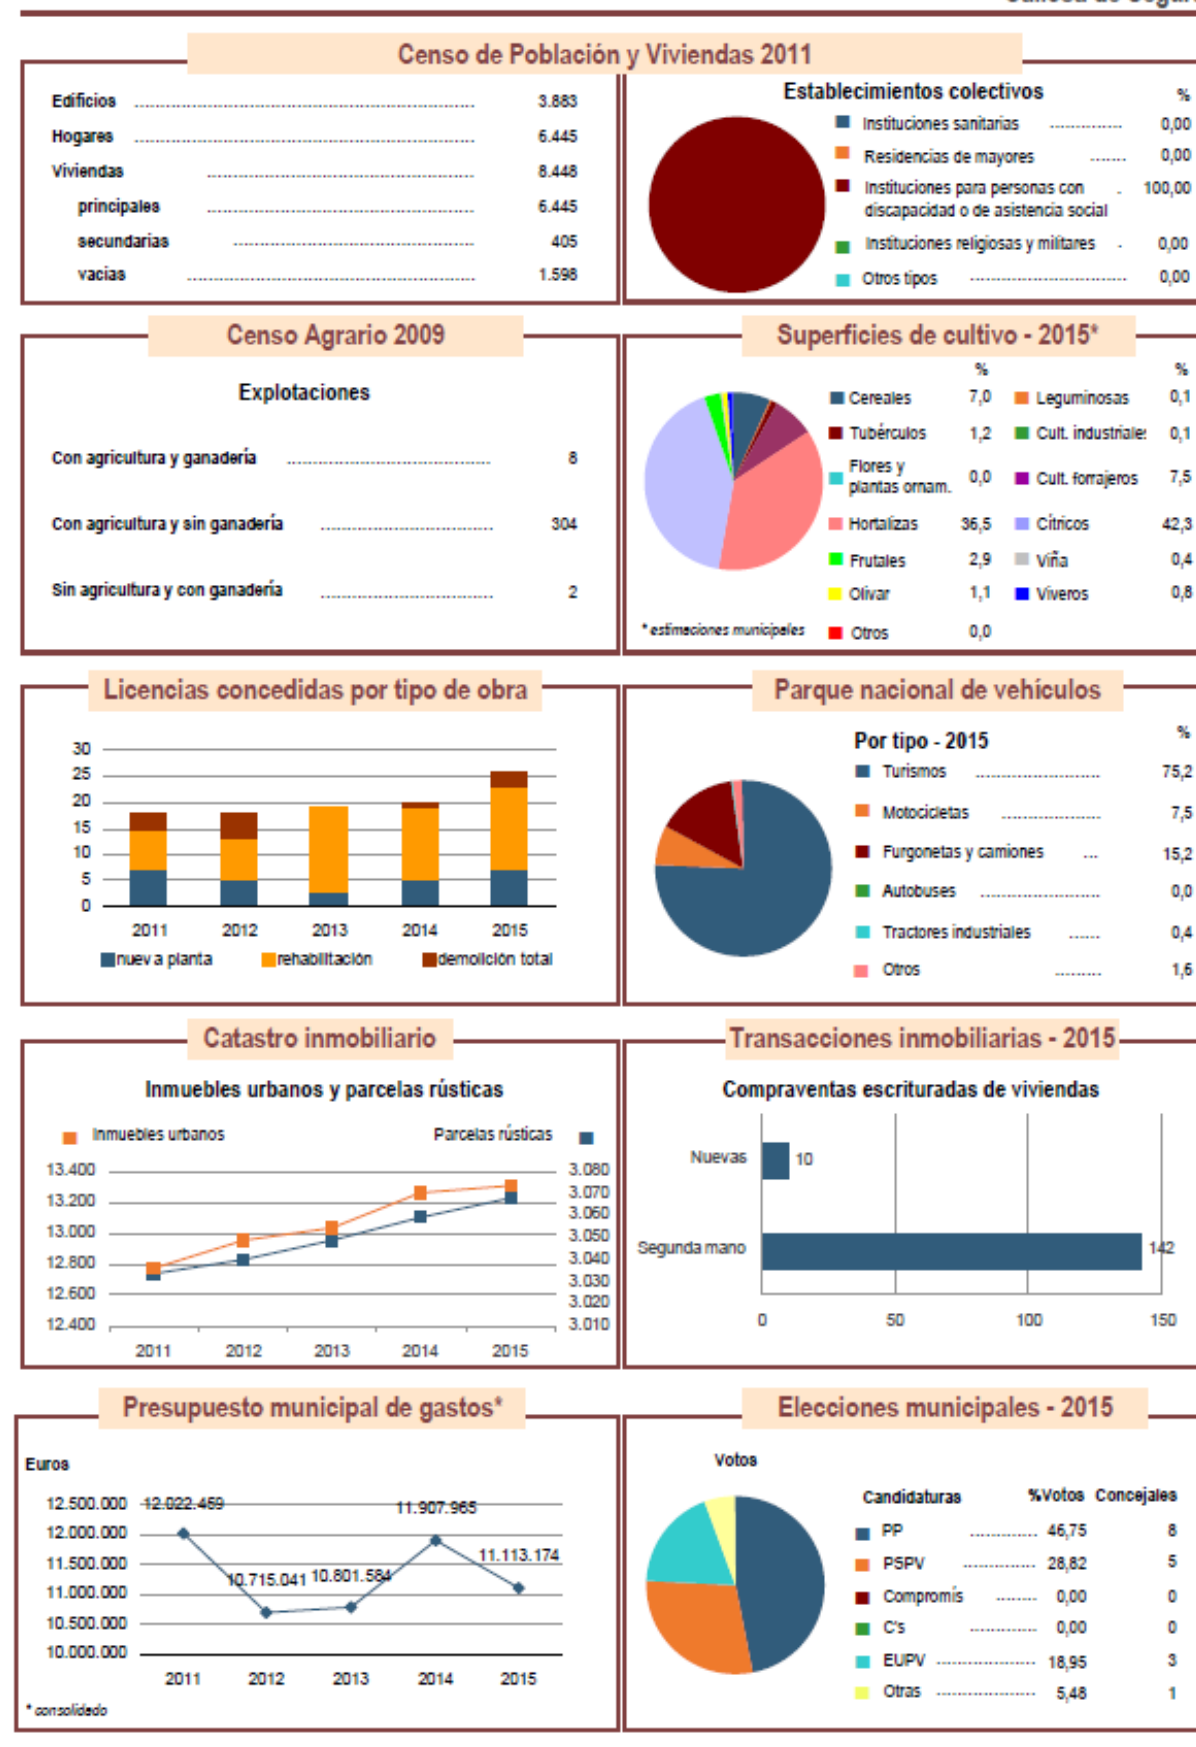 Censo de Población y Viviendas 2011
Edificios 3.883
Hogares 6.445
Viviendas 8.448
principales 6.445
secundarias 405
vacías 1.598
Establecimientos colectivos
%
Instituciones sanitarias 0,00
Residencias de mayores 0,00
Instituciones para personas con discapacidad o de asistencia social 100,00
Instituciones religiosas y militares 0,00
Otros tipos 0,00
Censo Agrario 2009
Explotaciones
Con agricultura y ganadería 8
Con agricultura y sin ganadería 304
Sin agricultura y con ganadería 2
Superficies de cultivo - 2015*
% %
Cereales 7,0 Leguminosas 0,1
Tubérculos 1,2 Cult. industriales 0,1
Flores y
plantas ornam. 0,0 Cult. forrajeros 7,5
Hortalizas 36,5 Cítricos 42,3
Frutales 2,9 Viña 0,4
Olivar 1,1 Viveros 0,8
* estimaciones municipales Otros 0,0
Licencias concedidas por tipo de obra
30
25
20
15
10
5
0
2011 2012 2013 2014 2015
nueva planta rehabilitación demolición total
Parque nacional de vehículos
Por tipo - 2015 %
Turismos 75,2
Motocicletas 7,5
Furgonetas y camiones 15,2
Autobuses 0,0
Tractores industriales 0,4
Otros 1,6
Catastro inmobiliario
Inmuebles urbanos y parcelas rústicas
Inmuebles urbanos Parcelas rústicas
13.400
13.200
13.000
12.800
12.600
12.400
3.080
3.070
3.060
3.050
3.040
3.030
3.020
3.010
2011 2012 2013 2014 2015
Transacciones inmobiliarias - 2015
Compraventas escrituradas de viviendas
Nuevas 10
Segunda mano 142
0 50 100 150
Presupuesto municipal de gastos*
Euros
12.500.000
12.000.000
11.500.000
11.000.000
10.500.000
10.000.000
12.022.459
10.715.041
10.801.584
11.907.965
11.113.174
2011 2012 2013 2014 2015
* consolidado
Elecciones municipales - 2015
Votos
Candidaturas %Votos Concejales
PP 46,75 8
PSPV 28,82 5
Compromís 0,00 0
C's 0,00 0
EUPV 18,95 3
Otras 5,48 1